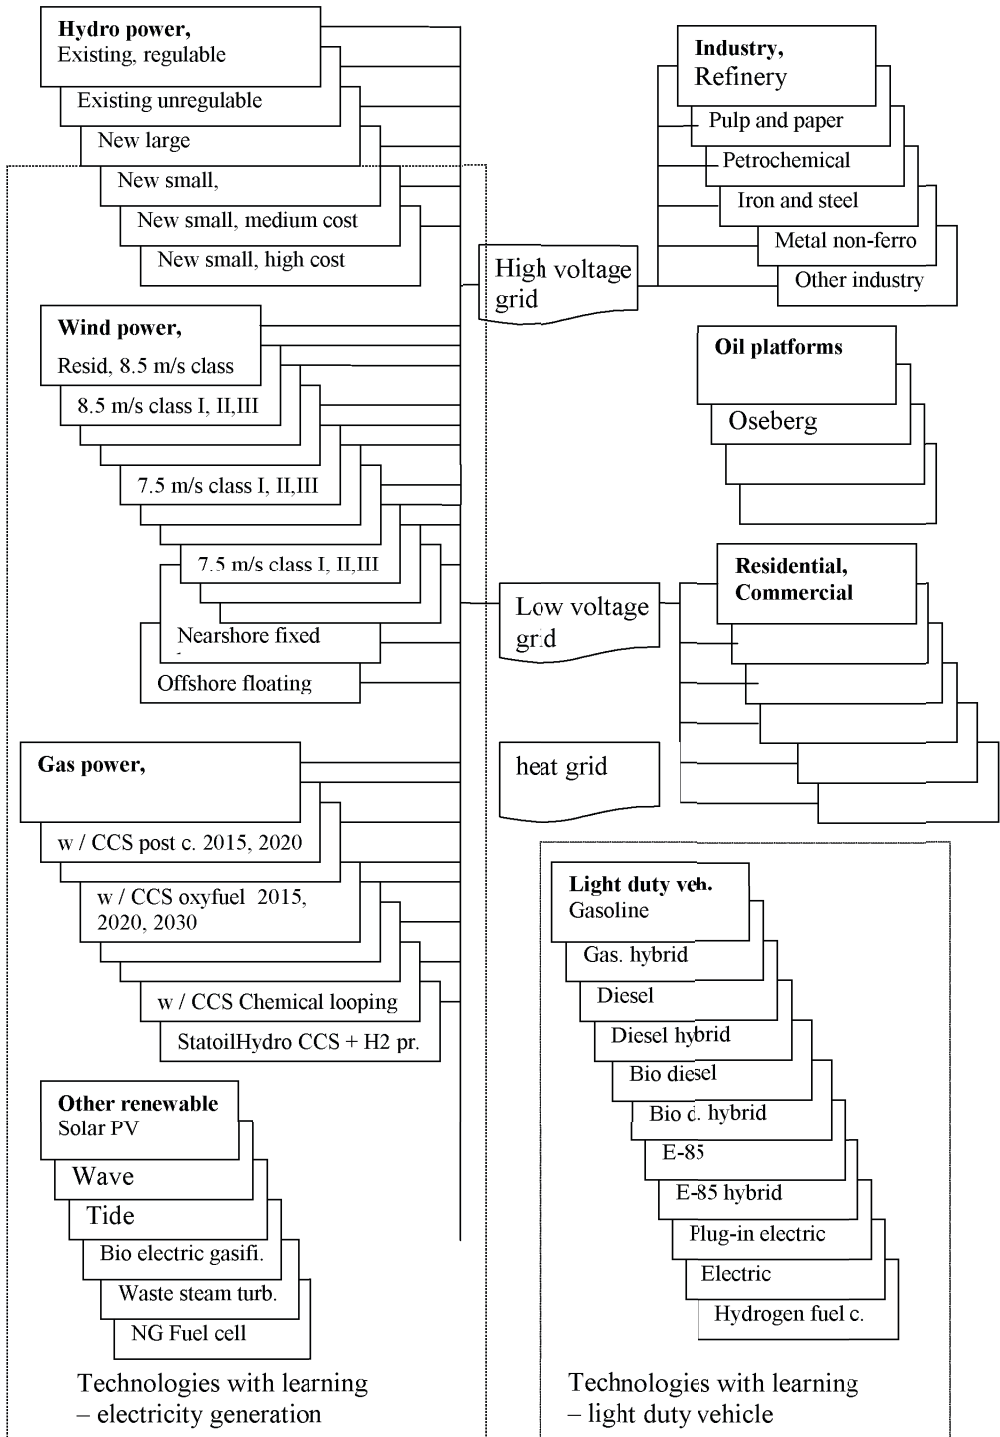 Hydro power,
Existing, regulable
Existing unregulable
New large
New small,
New small, medium cost
New small, high cost
Wind power,
Resid, 8.5 m/s class
8.5 m/s class I, II,III
7.5 m/s class I, II,III
7.5 m/s class I, II,III
Nearshore fixed
Offshore floating
Gas power,
w / CCS post c. 2015, 2020
w / CCS oxyfuel 2015,
2020, 2030
w / CCS Chemical looping
StatoilHydro CCS + H2 pr.
Other renewable
Solar PV
Wave
Tide
Bio electric gasifi.
Waste steam turb.
NG Fuel cell
Technologies with learning
– electricity generation
High voltage
grid
Low voltage
grid
heat grid
Industry,
Refinery
Pulp and paper
Petrochemical
Iron and steel
Metal non-ferro
Other industry
Oil platforms
Oseberg
Residential,
Commercial
Light duty veh.
Gasoline
Gas. hybrid
Diesel
Diesel hybrid
Bio diesel
Bio d. hybrid
E-85
E-85 hybrid
Plug-in electric
Electric
Hydrogen fuel c.
Technologies with learning
– light duty vehicle